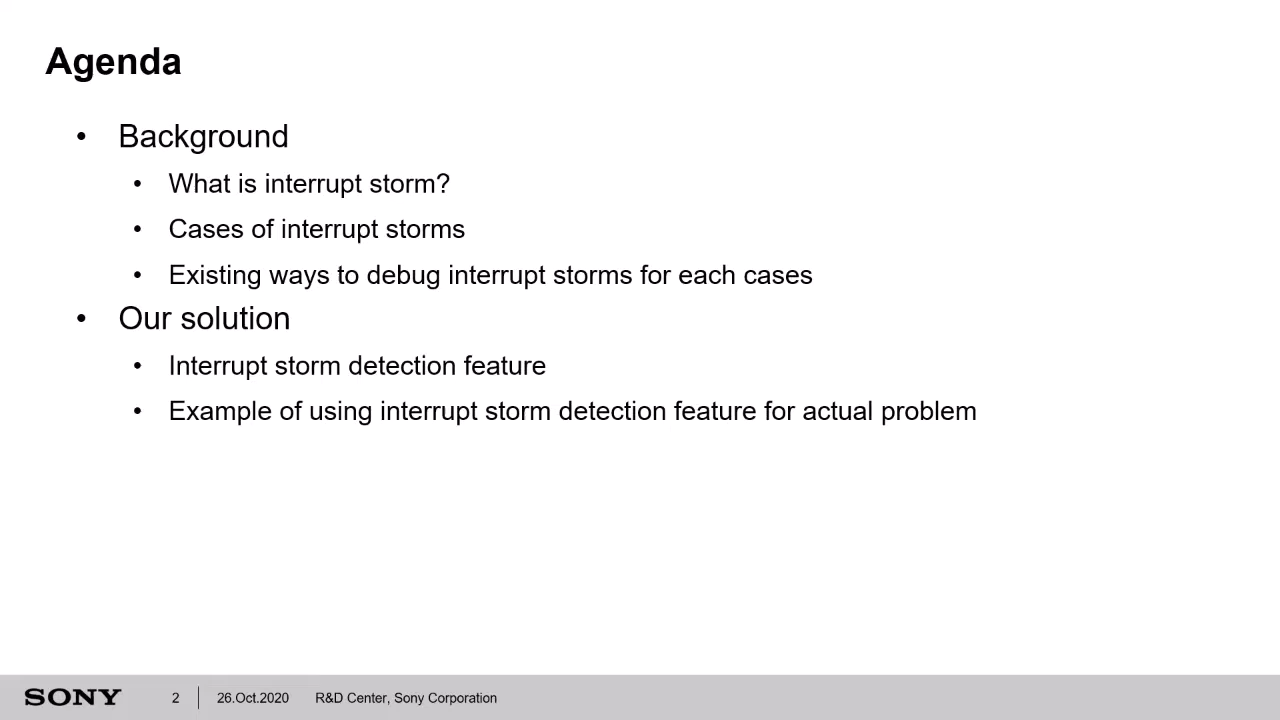 Agenda
• Background
• What is interrupt storm?
• Cases of interrupt storms
• Existing ways to debug interrupt storms for each cases
• Our solution
• Interrupt storm detection feature
• Example of using interrupt storm detection feature for actual problem
SONY 2 26.Oct.2020 R&D Center, Sony Corporation